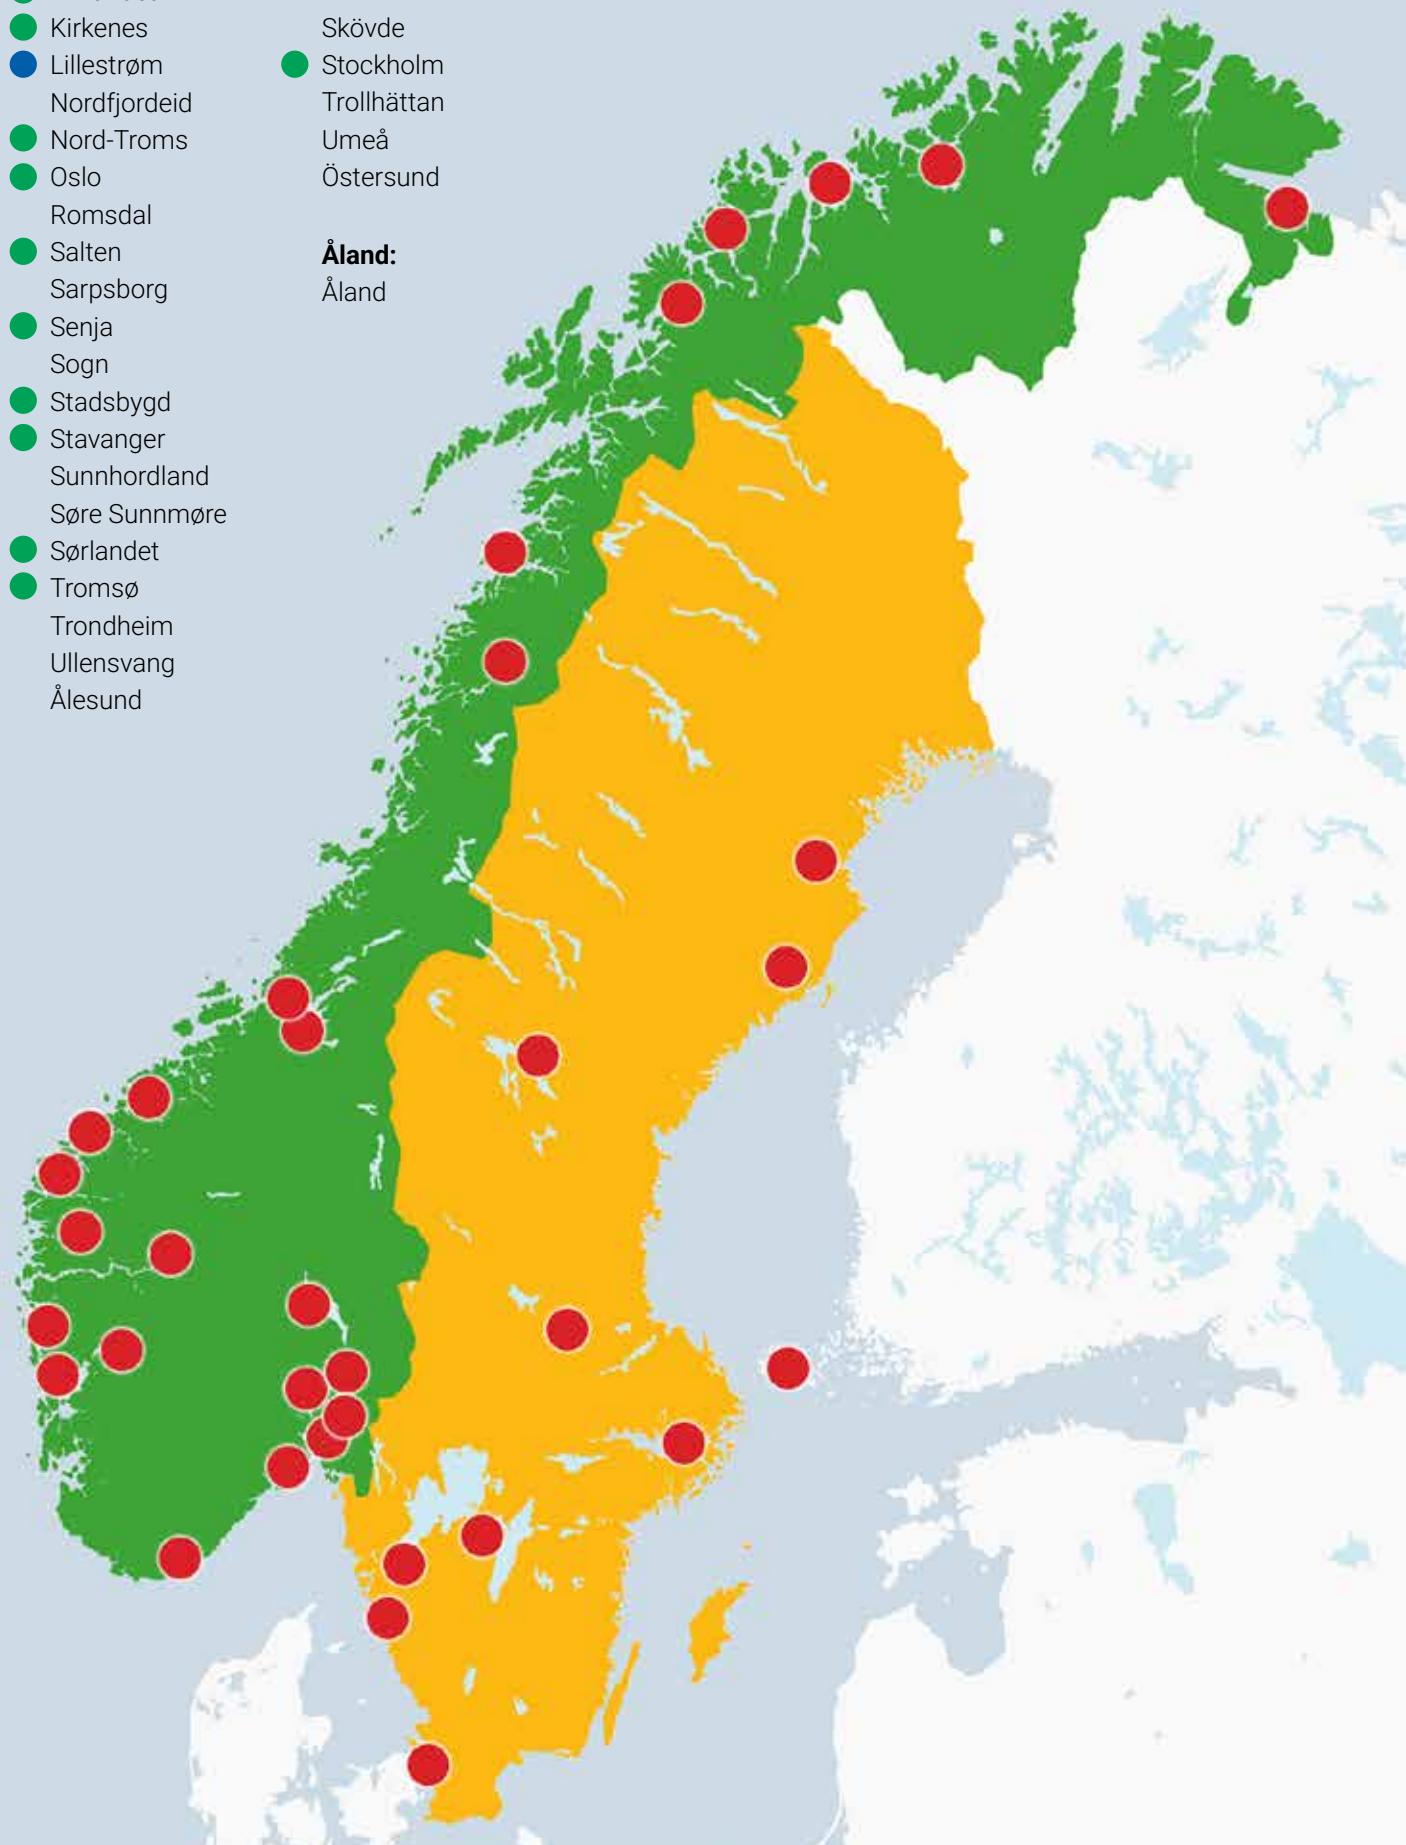 Kirkenes
Lillestrøm
Nordfjordeid
Nord-Troms
Oslo
Romsdal
Salten
Sarpsborg
Senja
Sogn
Stadsbygd
Stavanger
Sunnhordland
Søre Sunnmøre
Sørlandet
Tromsø
Trondheim
Ullensvang
Ålesund
Skövde
Stockholm
Trollhättan
Umeå
Östersund
Åland:
Åland